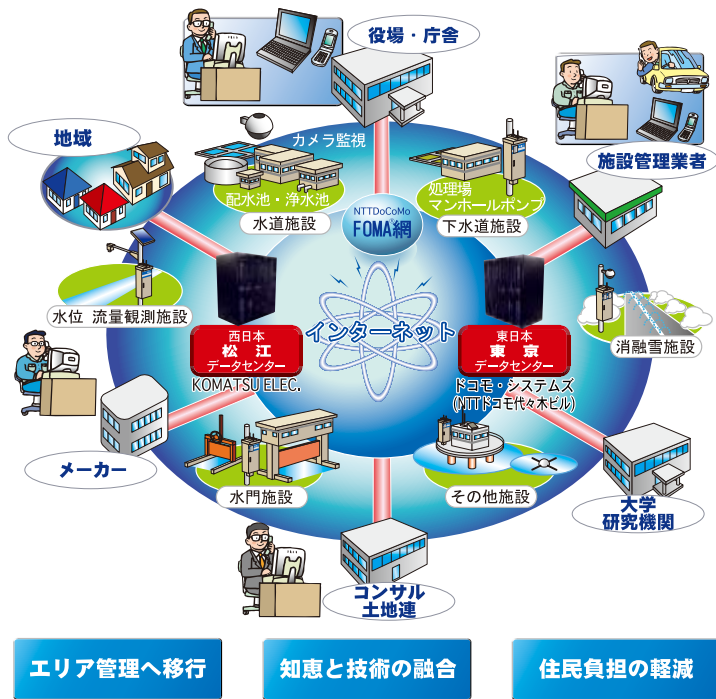 役場・庁舎
地域
カメラ監視
配水池・浄水池
水道施設
処理場
マンホールポンプ
下水道施設
施設管理業者
NTTDoCoMo
FOMA®網
水位 流量観測施設
消融雪施設
インターネット
西日本
松江
データセンター
KOMATSU ELEC.
東日本
東京
データセンター
ドコモ・システムズ
(NTTドコモ代々木ビル)
メーカー
水門施設
その他施設
大学
研究機関
コンサル
土地連
エリア管理へ移行
知恵と技術の融合
住民負担の軽減